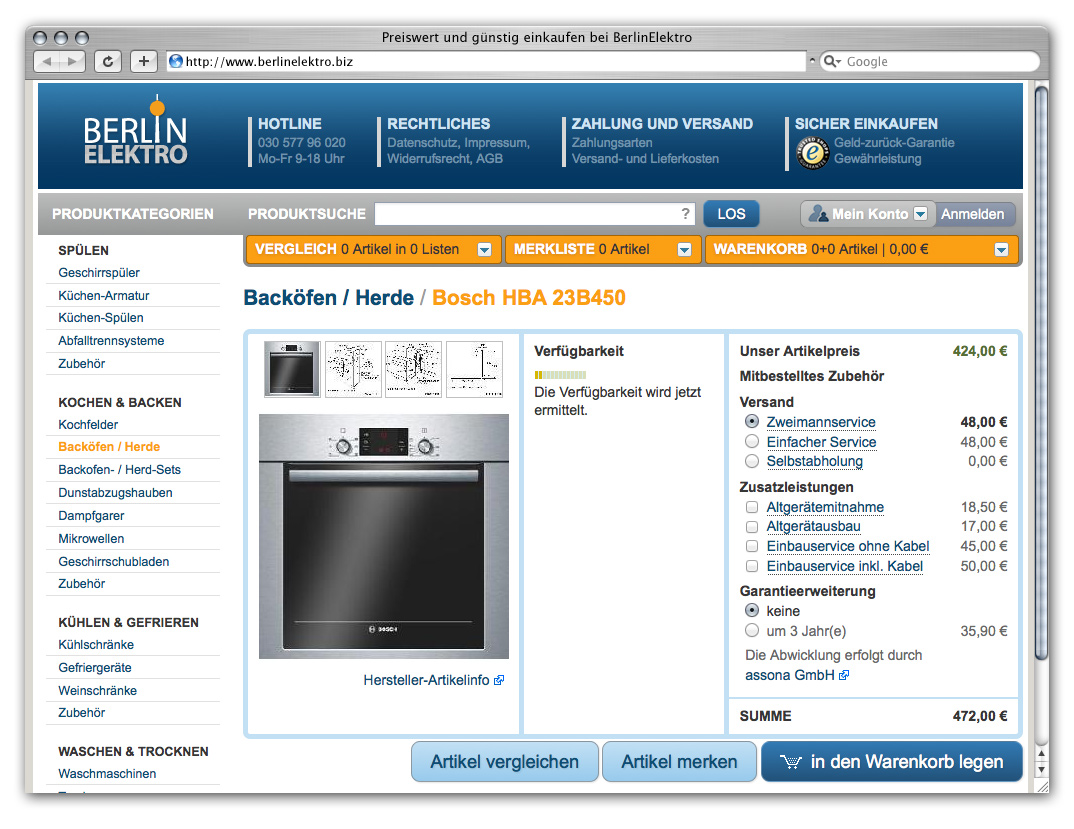 Preiswert und günstig einkaufen bei BerlinElektro
http://www.berlinelektro.biz
Google
BERLIN
ELEKTRO
HOTLINE
030 577 96 020
Mo-Fr 9-18 Uhr
RECHTLICHES
Datenschutz, Impressum,
Widerrufsrecht, AGB
ZAHLUNG UND VERSAND
Zahlungsarten
Versand- und Lieferkosten
SICHER EINKAUFEN
Geld-zurück-Garantie
Gewährleistung
PRODUKTKATEGORIEN
PRODUKTSUCHE
?
LOS
Mein Konto
Anmelden
VERGLEICH 0 Artikel in 0 Listen
MERKLISTE 0 Artikel
WARENKORB 0+0 Artikel | 0,00 €
SPÜLEN
Geschirrspüler
Küchen-Armatur
Küchen-Spülen
Abfalltrennsysteme
Zubehör
KOCHEN & BACKEN
Kochfelder
Backöfen / Herde
Backofen- / Herd-Sets
Dunstabzugshauben
Dampfgarer
Mikrowellen
Geschirrschubladen
Zubehör
KÜHLEN & GEFRIEREN
Kühlschränke
Gefriergeräte
Weinschränke
Zubehör
WASCHEN & TROCKNEN
Waschmaschinen
Backöfen / Herde / Bosch HBA 23B450
BOSCH
Hersteller-Artikelinfo
Verfügbarkeit
Die Verfügbarkeit wird jetzt
ermittelt.
Unser Artikelpreis 424,00 €
Mitbestelltes Zubehör
Versand
Zweimannservice 48,00 €
Einfacher Service 48,00 €
Selbstabholung 0,00 €
Zusatzleistungen
Altgerätemitnahme 18,50 €
Altgerätausbau 17,00 €
Einbauservice ohne Kabel 45,00 €
Einbauservice inkl. Kabel 50,00 €
Garantieerweiterung
keine
um 3 Jahr(e) 35,90 €
Die Abwicklung erfolgt durch
assona GmbH
SUMME 472,00 €
Artikel vergleichen
Artikel merken
in den Warenkorb legen